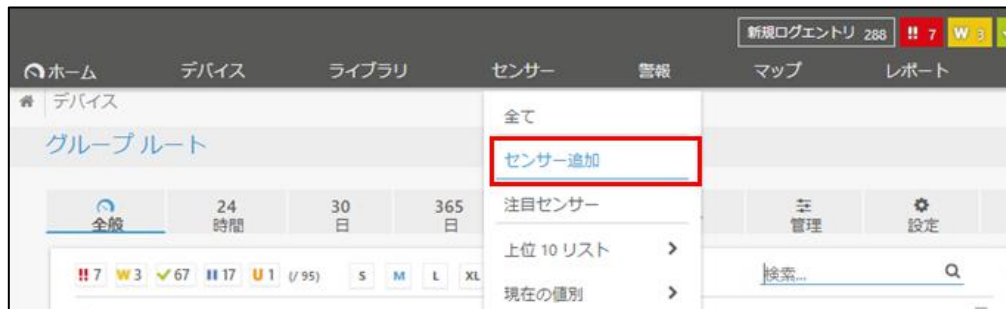 新規ログエントリ 288 !! 7 W 3
ホーム デバイス ライブラリ センサー 警報 マップ レポート
デバイス
全て
グループ ルート
センサー追加
注目センサー
全般 24 時間 30 日 365 日 管理 設定
上位 10 リスト
!! 7 W 3 67 17 U 1 (/ 95) S M L XL 検索...
現在の値別